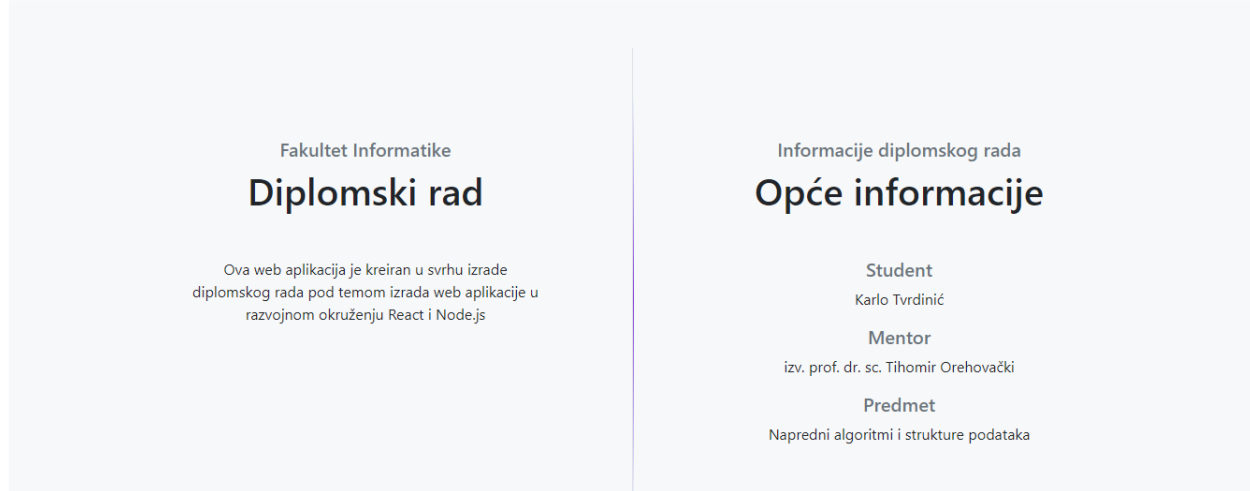 Fakultet Informatike
Diplomski rad
Ova web aplikacija je kreiran u svrhu izrade
diplomskog rada pod temom izrada web aplikacije u
razvojnom okruženju React i Node.js
Informacije diplomskog rada
Opće informacije
Student
Karlo Tvrdinić
Mentor
izv. prof. dr. sc. Tihomir Orehovački
Predmet
Napredni algoritmi i strukture podataka